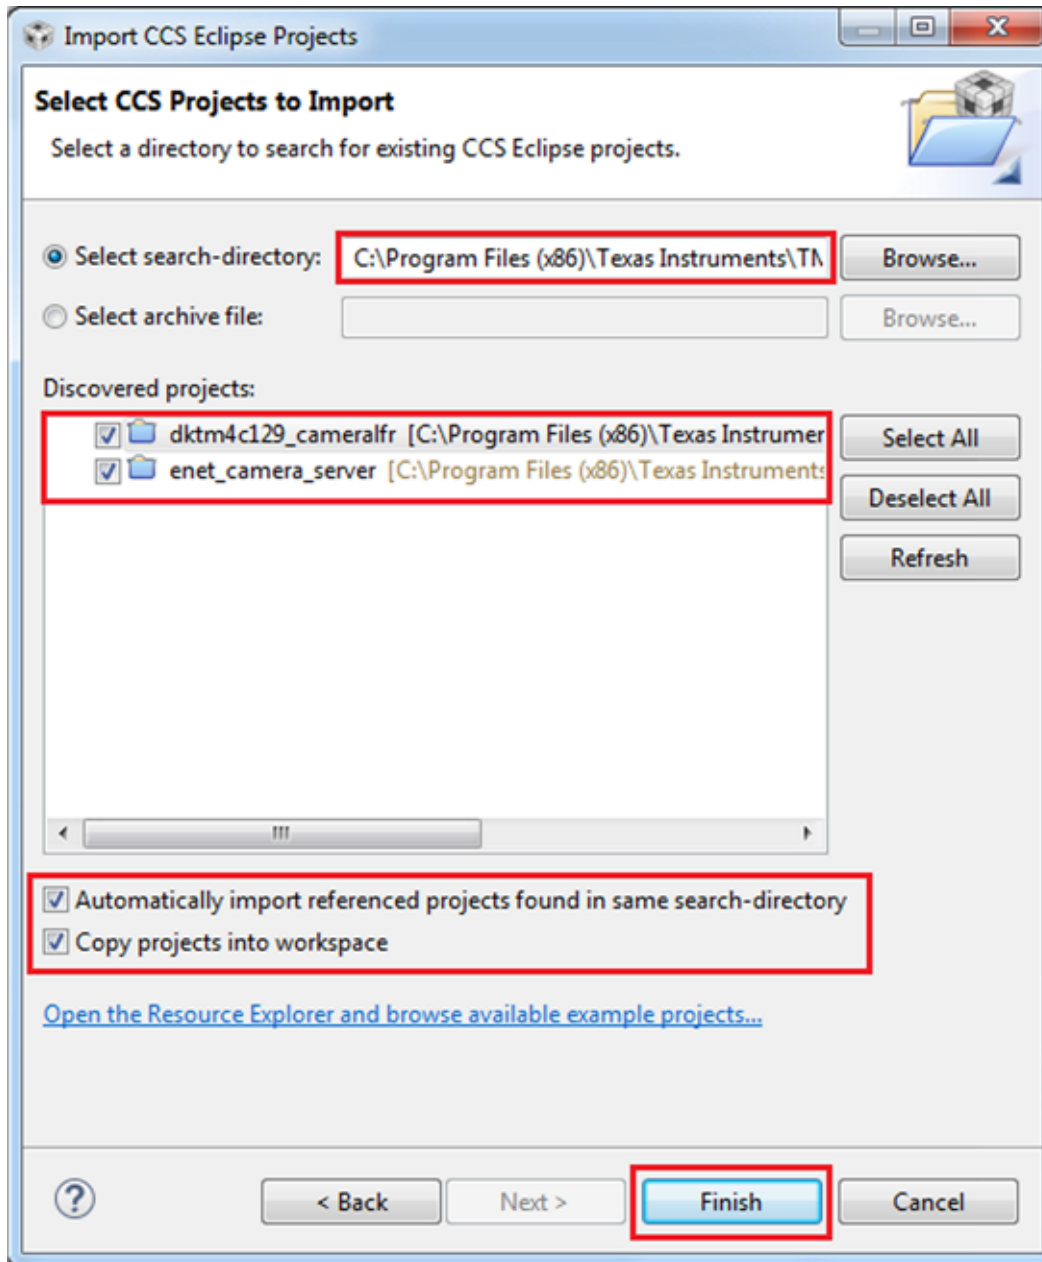 Import CCS Eclipse Projects
Select CCS Projects to Import
Select a directory to search for existing CCS Eclipse projects.
Select search-directory: C:\Program Files (x86)\Texas Instruments\TM Browse...
Select archive file: Browse...
Discovered projects:
dktm4c129_cameralfr [C:\Program Files (x86)\Texas Instrumer Select All
enet_camera_server [C:\Program Files (x86)\Texas Instruments
Deselect All
Refresh
Automatically import referenced projects found in same search-directory
Copy projects into workspace
Open the Resource Explorer and browse available example projects...
? < Back Next > Finish Cancel